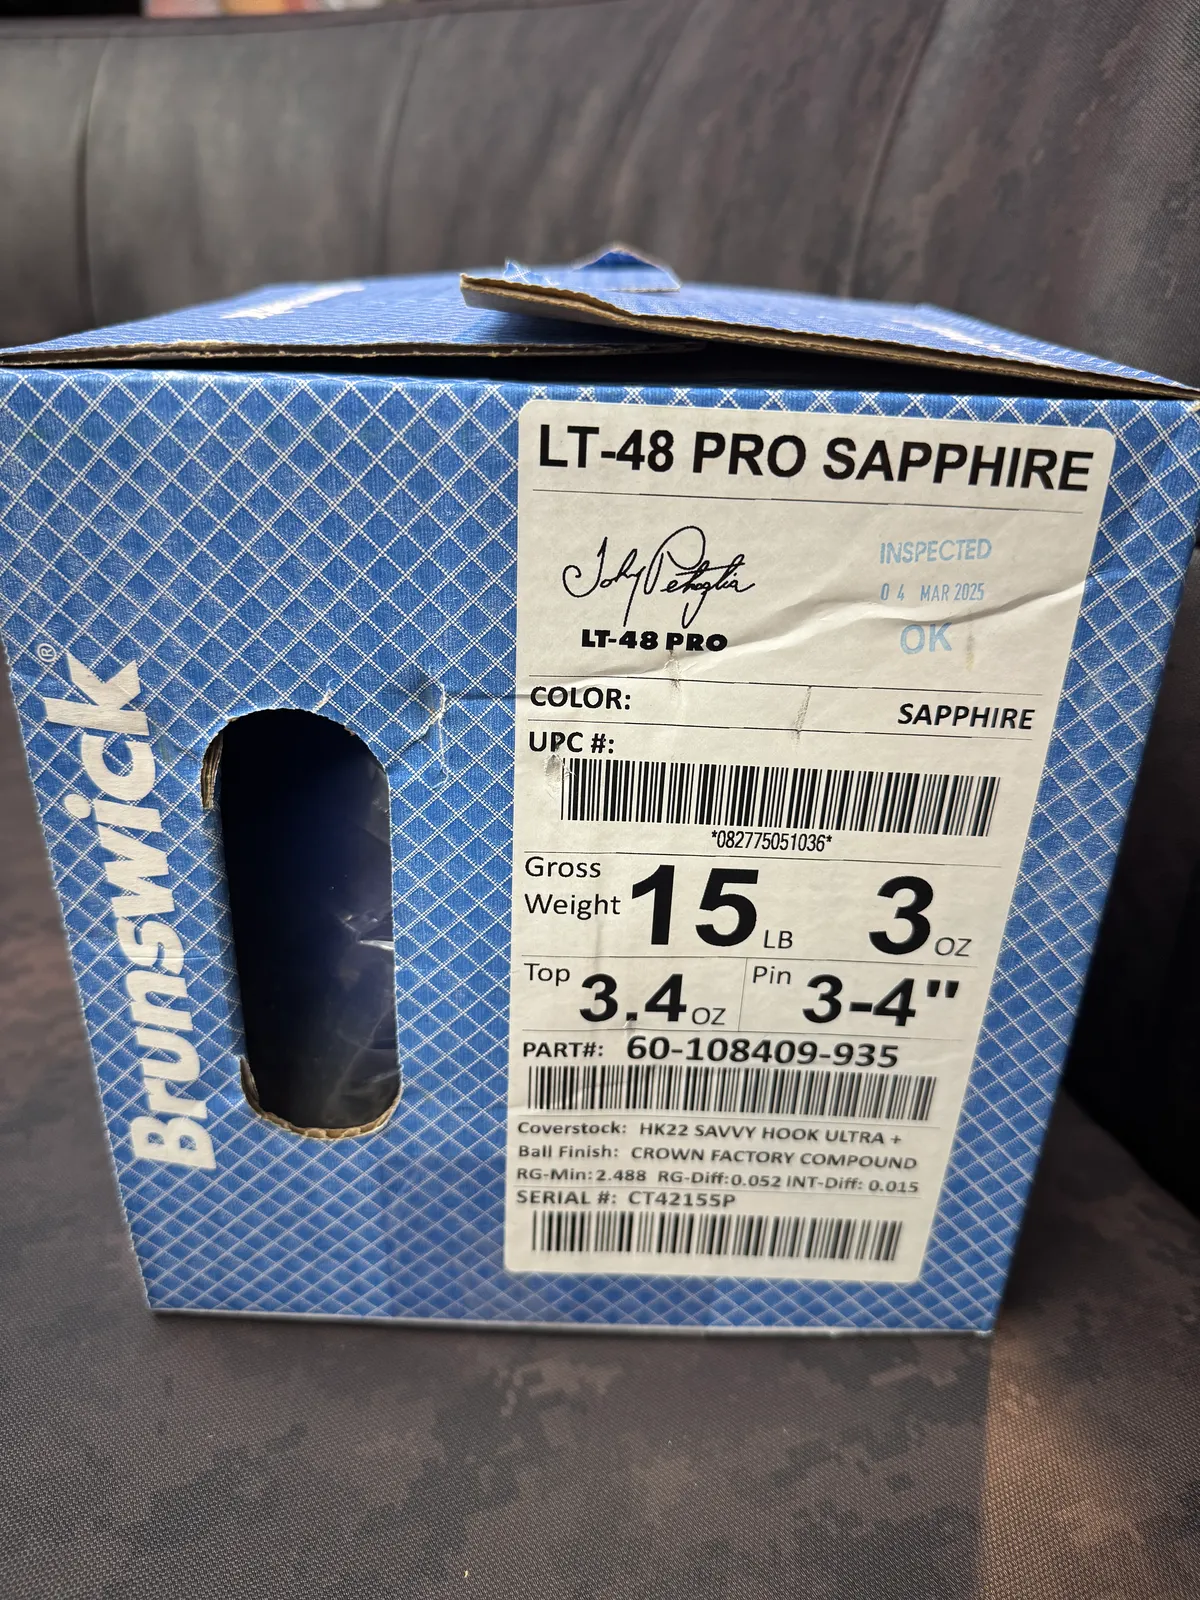 Brunswick®
LT-48 PRO SAPPHIRE
Johnny Petraglia
LT-48 PRO
INSPECTED
04 MAR 2025
OK
COLOR: SAPPHIRE
UPC #:
*082775051036*
Gross Weight 15 LB 3 OZ
Top 3.4 OZ Pin 3-4"
PART#: 60-108409-935
Coverstock: HK22 SAVVY HOOK ULTRA +
Ball Finish: CROWN FACTORY COMPOUND
RG-Min: 2.488 RG-Diff: 0.052 INT-Diff: 0.015
SERIAL #: CT42155P